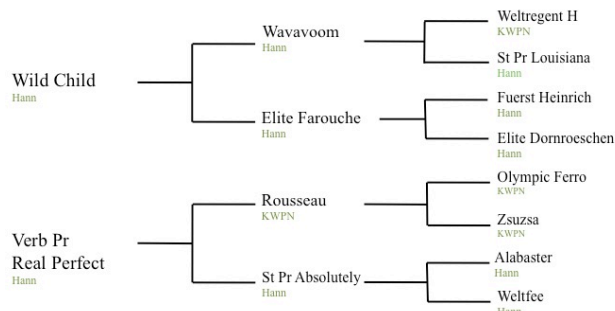 Wild Child
Hann
Wavavoom
Hann
Weltregent H
KWPN
St Pr Louisiana
Hann
Elite Farouche
Hann
Fuerst Heinrich
Hann
Elite Dornroeschen
Hann
Verb Pr
Real Perfect
Hann
Rousseau
KWPN
Olympic Ferro
KWPN
Zsuzsa
KWPN
St Pr Absolutely
Hann
Alabaster
Hann
Weltfee
Hann